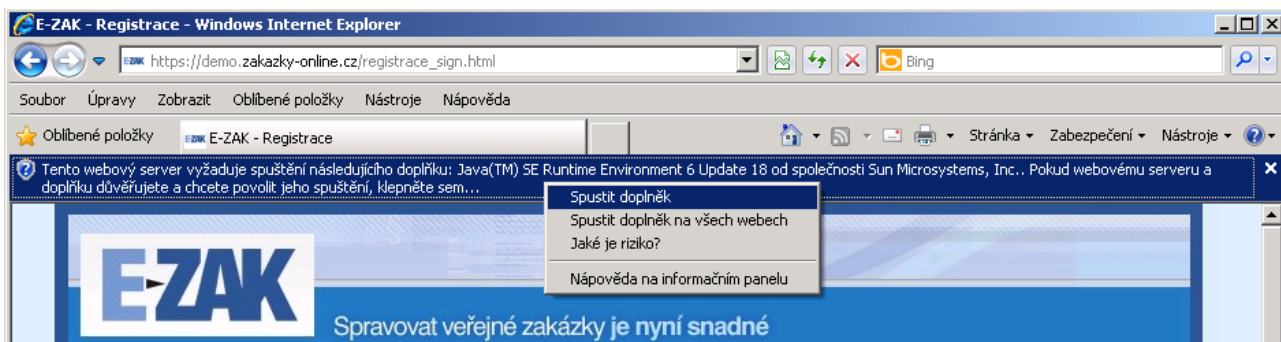 E-ZAK - Registrace - Windows Internet Explorer
E-ZAK https://demo.zakazky-online.cz/registrace_sign.html Bing
Soubor Úpravy Zobrazit Oblíbené položky Nástroje Nápověda
Oblíbené položky E-ZAK E-ZAK - Registrace Stránka Zabezpečení Nástroje
Tento webový server vyžaduje spuštění následujícího doplňku: Java(TM) SE Runtime Environment 6 Update 18 od společnosti Sun Microsystems, Inc.. Pokud webovému serveru a
doplňku důvěřujete a chcete povolit jeho spuštění, klepněte sem...
Spustit doplněk
Spustit doplněk na všech webech
Jaké je riziko?
Nápověda na informačním panelu
E-ZAK
Spravovat veřejné zakázky je nyní snadné